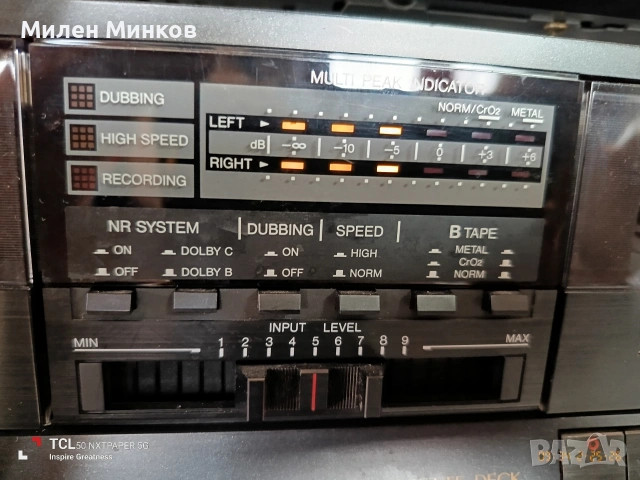 Милен Минков
MULTI PEAK INDICATOR
DUBBING
HIGH SPEED
RECORDING
NORM/CrO2 METAL
LEFT
dB -∞ -10 -5 0 +3 +6
RIGHT
NR SYSTEM DUBBING SPEED B TAPE
ON DOLBY C ON HIGH METAL
CrO2
OFF DOLBY B OFF NORM NORM
INPUT LEVEL
MIN 1 2 3 4 5 6 7 8 9 MAX
TCL 50 NXTPAPER 5G
Inspire Greatness
BAZAR
DECK